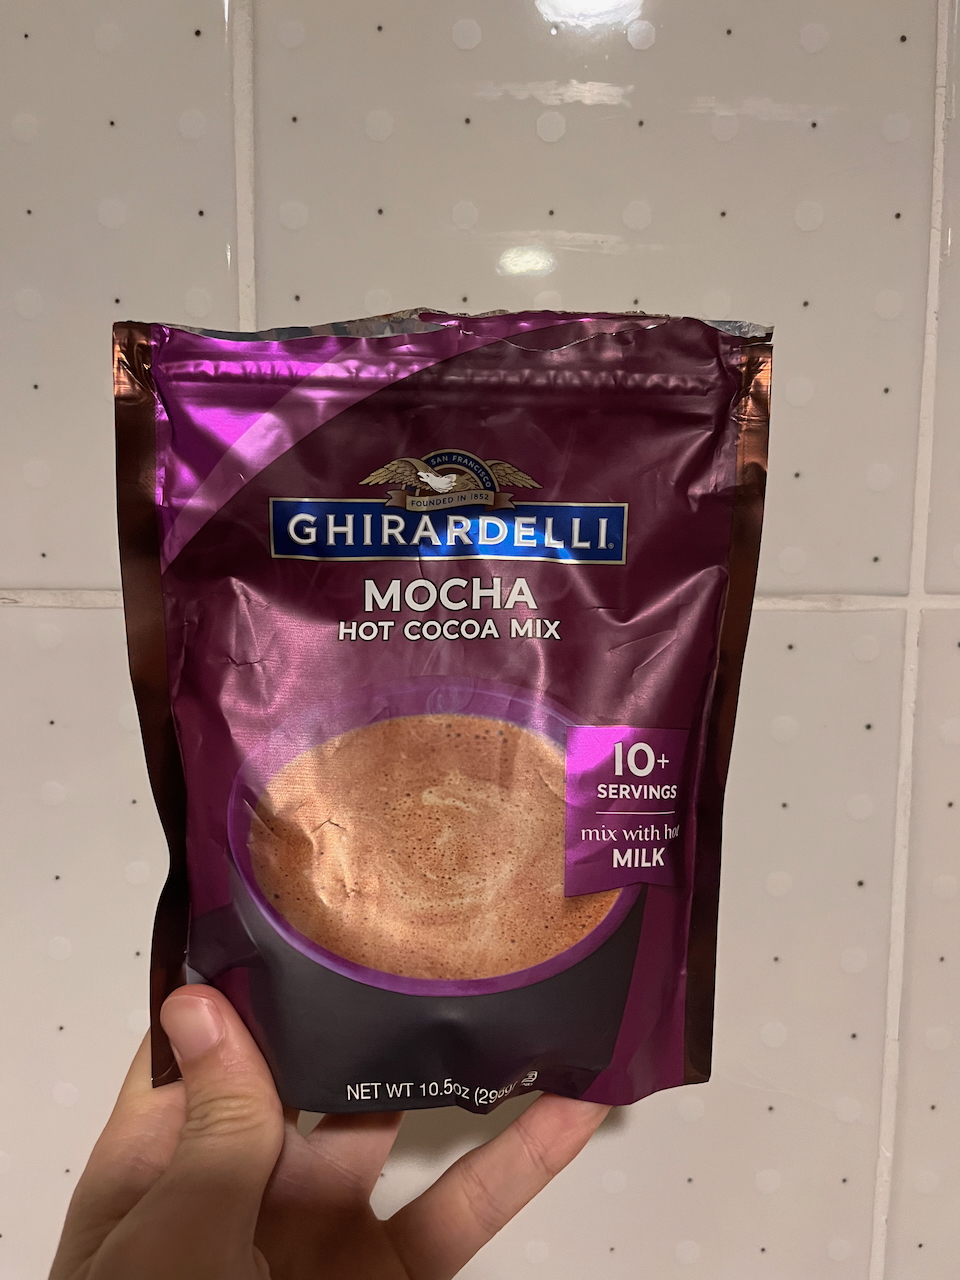 SAN FRANCISCO
FOUNDED IN 1852
GHIRARDELLI®
MOCHA
HOT COCOA MIX
10+
SERVINGS
mix with hot
MILK
NET WT 10.5oz